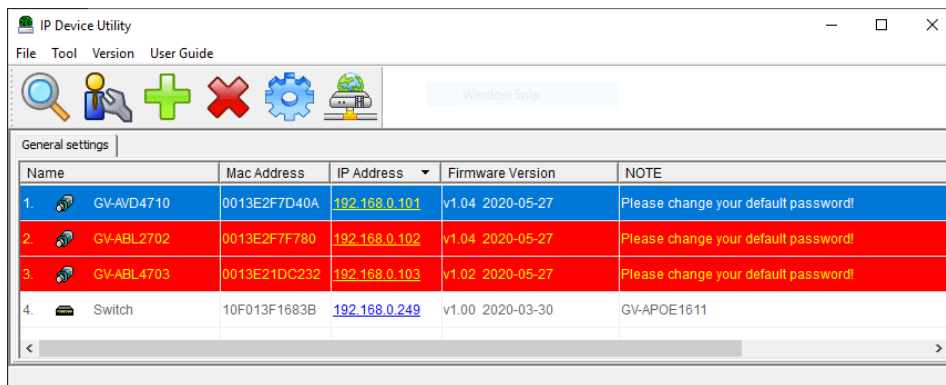 IP Device Utility
File Tool Version User Guide
Window Snip
General settings
Name Mac Address IP Address Firmware Version NOTE
1. GV-AVD4710 0013E2F7D40A 192.168.0.101 v1.04 2020-05-27 Please change your default password!
2. GV-ABL2702 0013E2F7F780 192.168.0.102 v1.04 2020-05-27 Please change your default password!
3. GV-ABL4703 0013E21DC232 192.168.0.103 v1.02 2020-05-27 Please change your default password!
4. Switch 10F013F1683B 192.168.0.249 v1.00 2020-03-30 GV-APOE1611